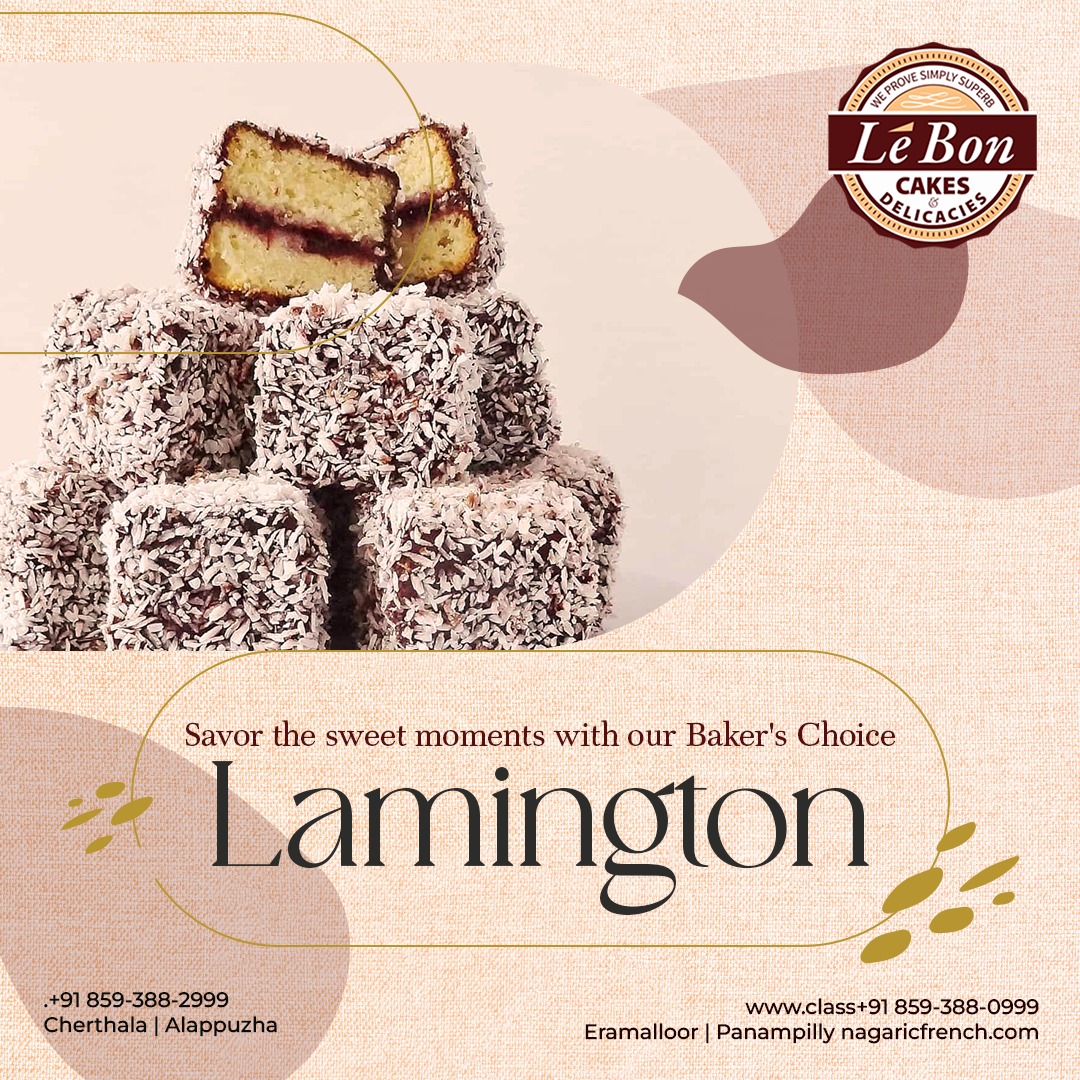 WE PROVE SIMPLY SUPERB
Lé Bon
CAKES
&
DELICACIES
Savor the sweet moments with our Baker's Choice
Lamington
.+91 859-388-2999
Cherthala | Alappuzha
www.class+91 859-388-0999
Eramalloor | Panampilly nagaricfrench.com